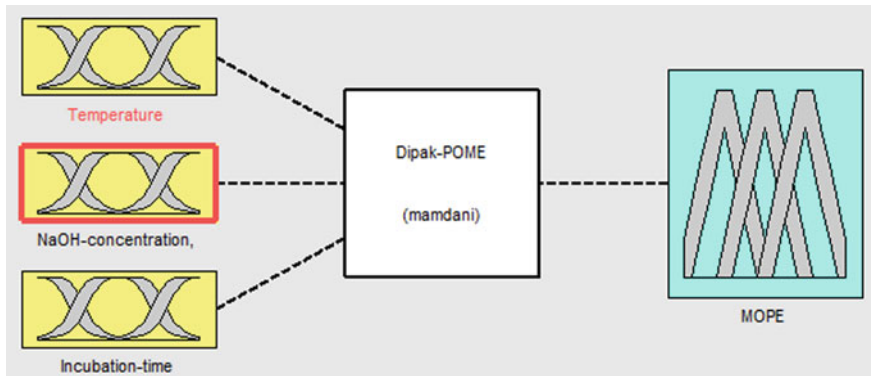 Temperature
NaOH-concentration,
Incubation-time
Dipak-POME
(mamdani)
MOPE